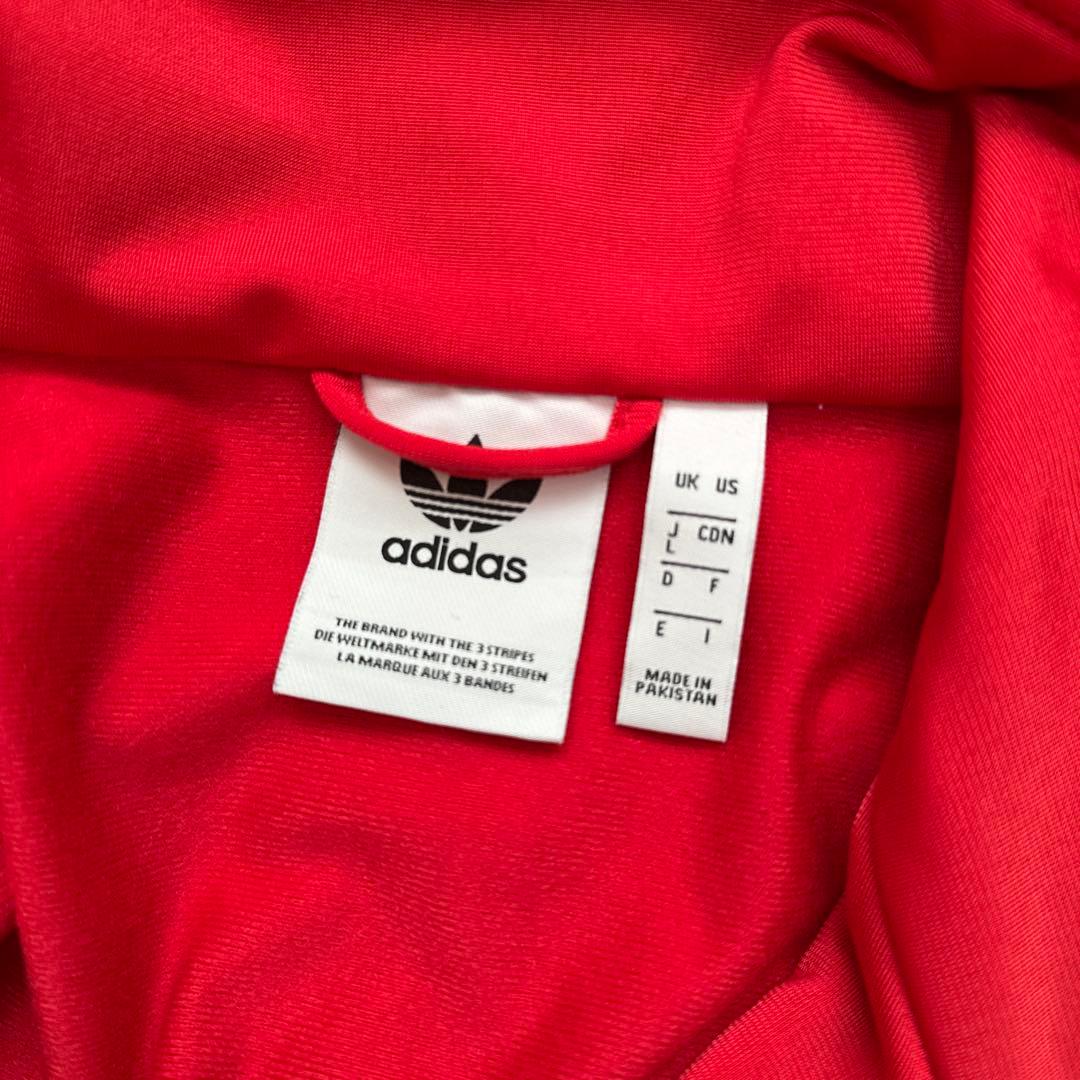 adidas
THE BRAND WITH THE 3 STRIPES
DIE WELTMARKE MIT DEN 3 STREIFEN
LA MARQUE AUX 3 BANDES
UK US
J CDN
L
D F
E I
MADE IN
PAKISTAN